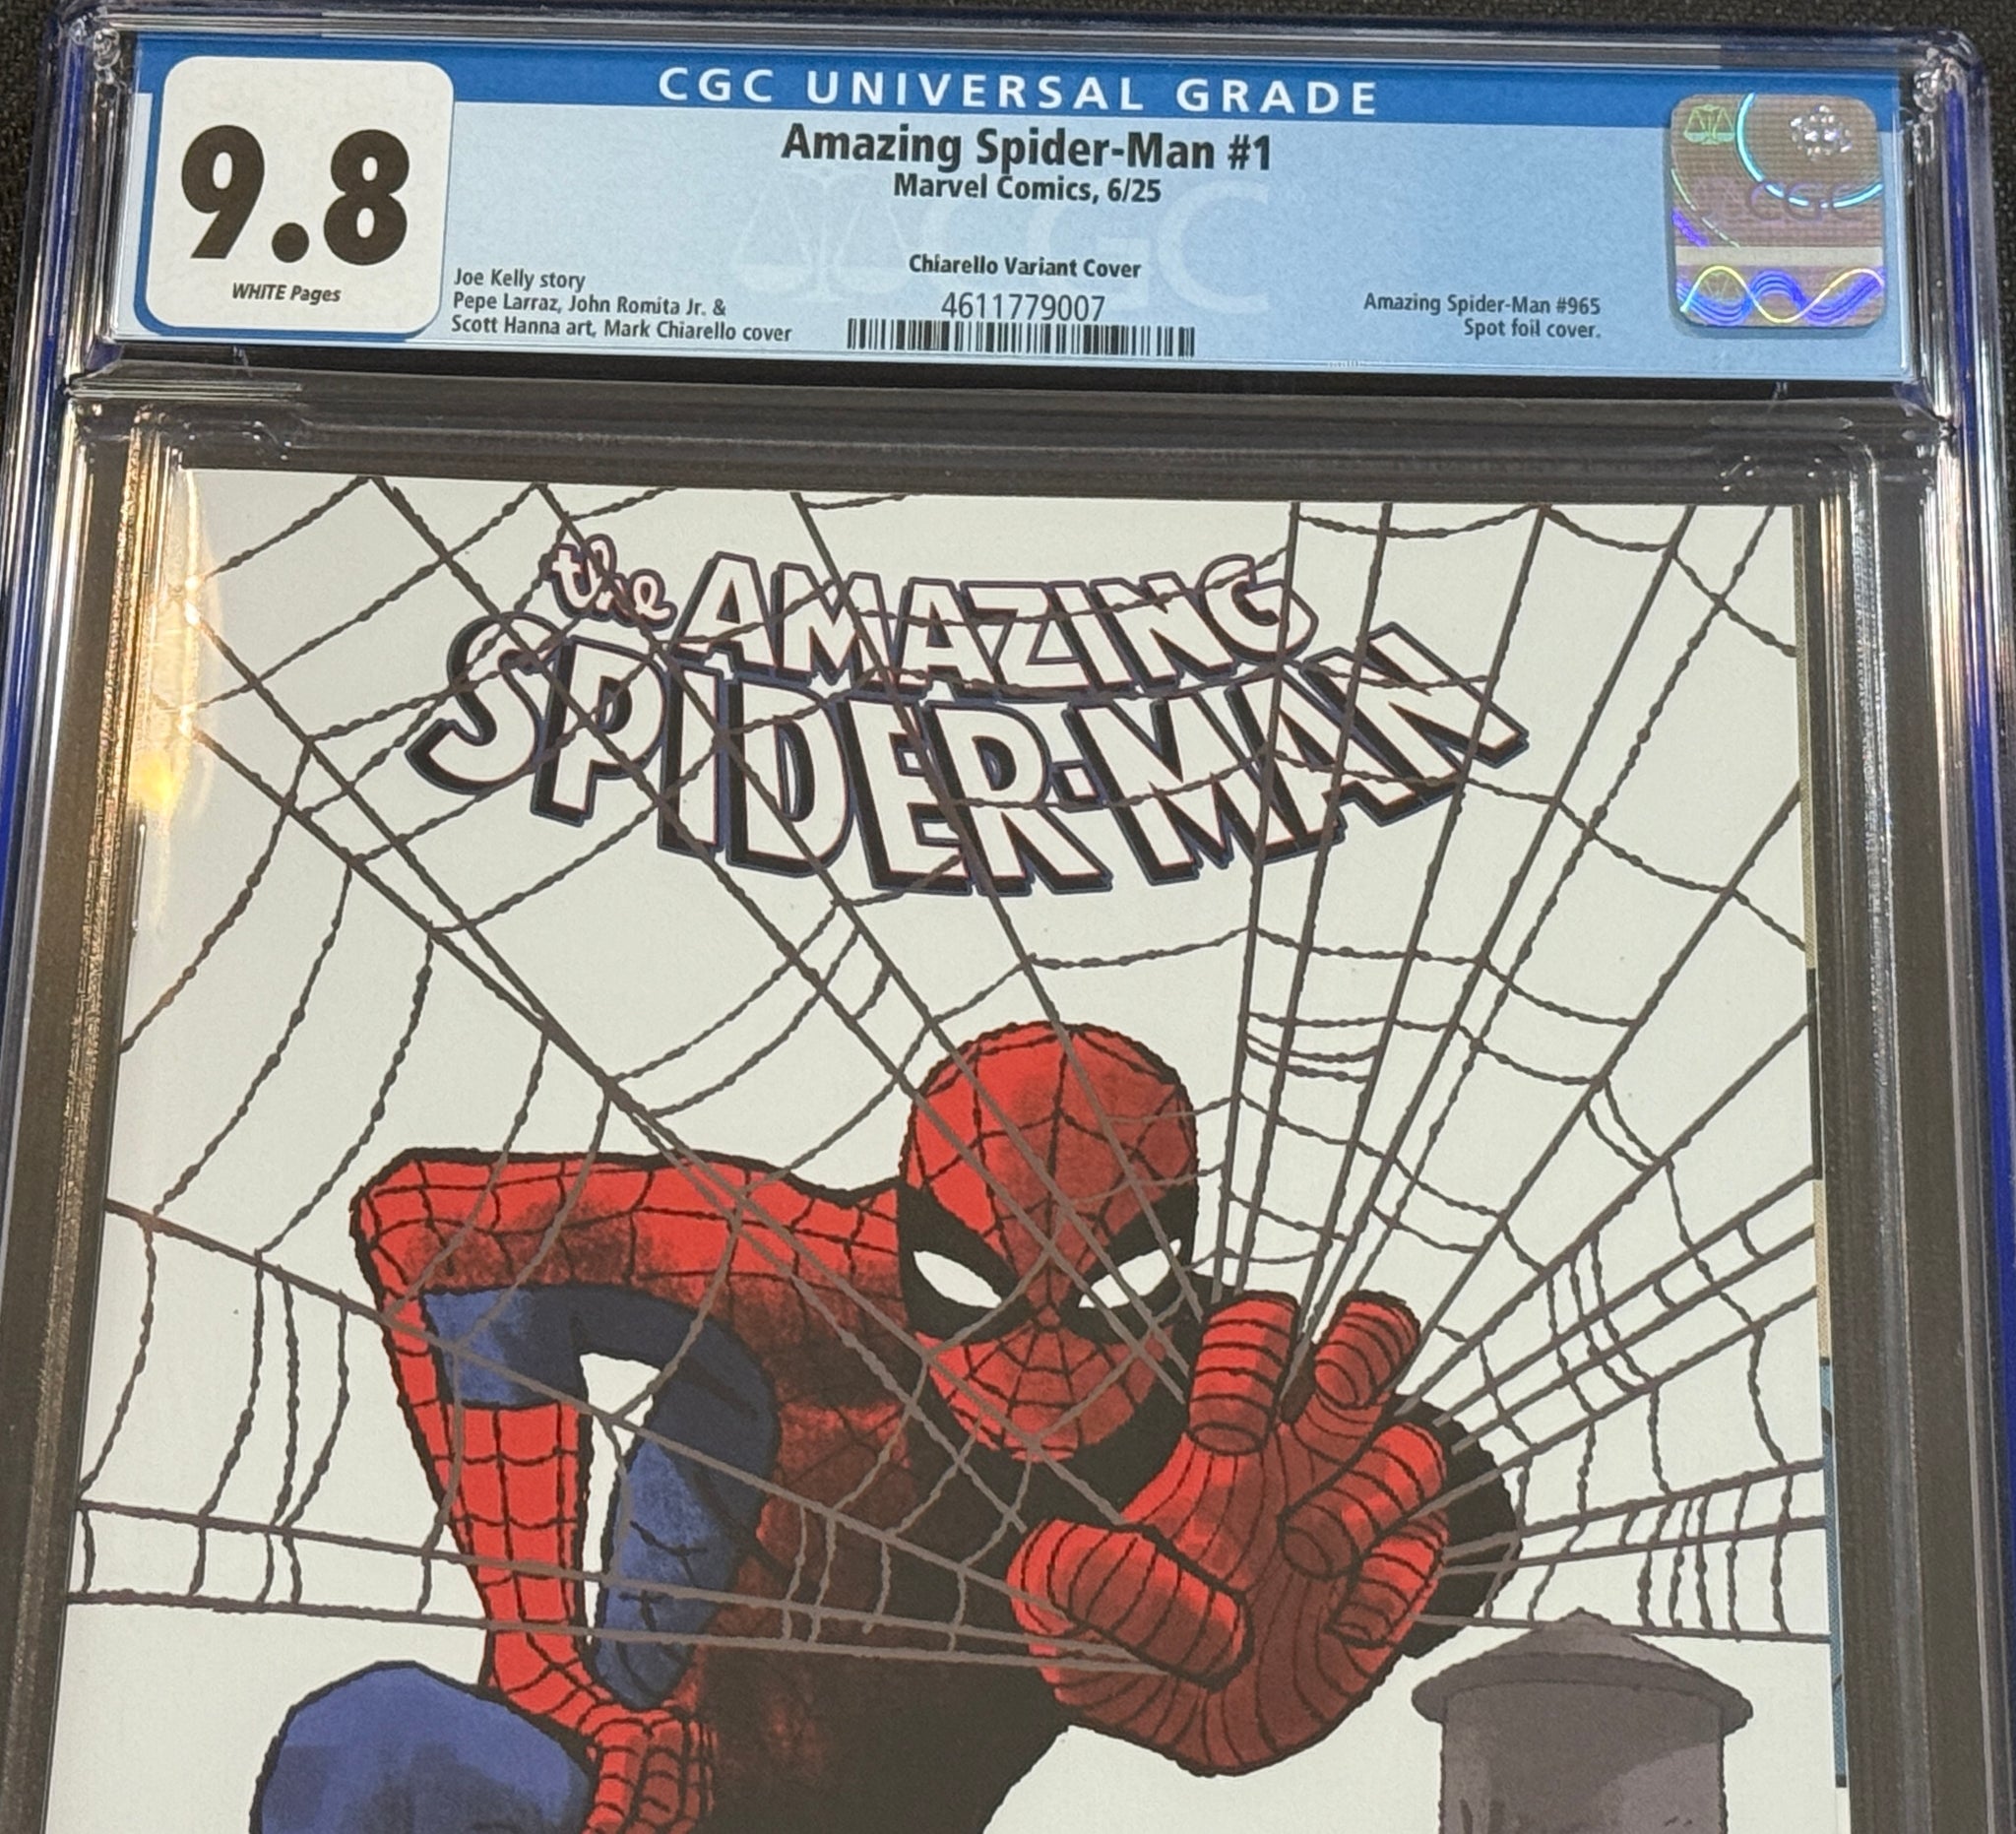 CGC UNIVERSAL GRADE
9.8
WHITE Pages
Amazing Spider-Man #1
Marvel Comics, 6/25
Joe Kelly story
Pepe Larraz, John Romita Jr. &
Scott Hanna art, Mark Chiarello cover
Chiarello Variant Cover
4611779007
Amazing Spider-Man #965
Spot foil cover.
CGC
CGC
the AMAZING
SPIDER-MAN